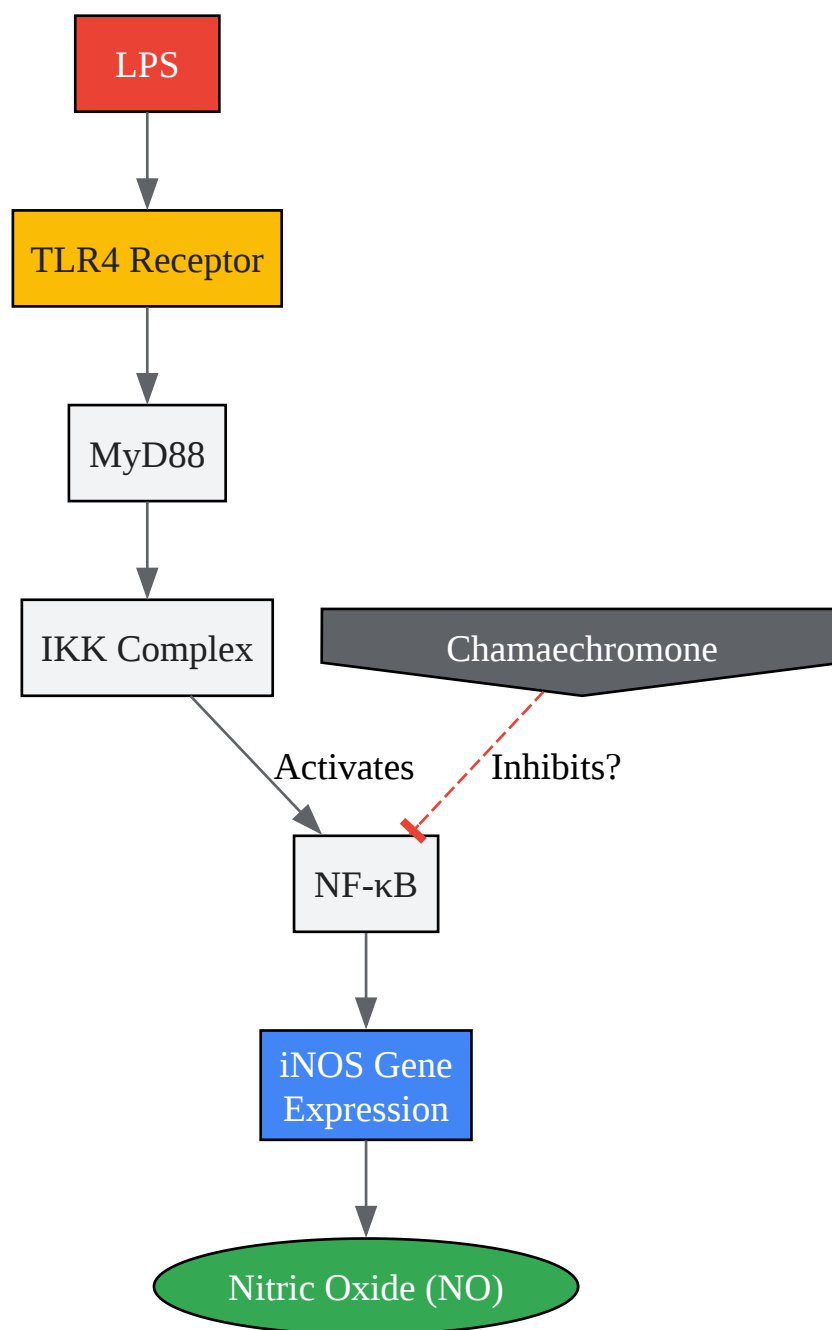 LPS
TLR4 Receptor
MyD88
IKK Complex
Chamaechromone
Activates
Inhibits?
NF-κB
iNOS Gene
Expression
Nitric Oxide (NO)